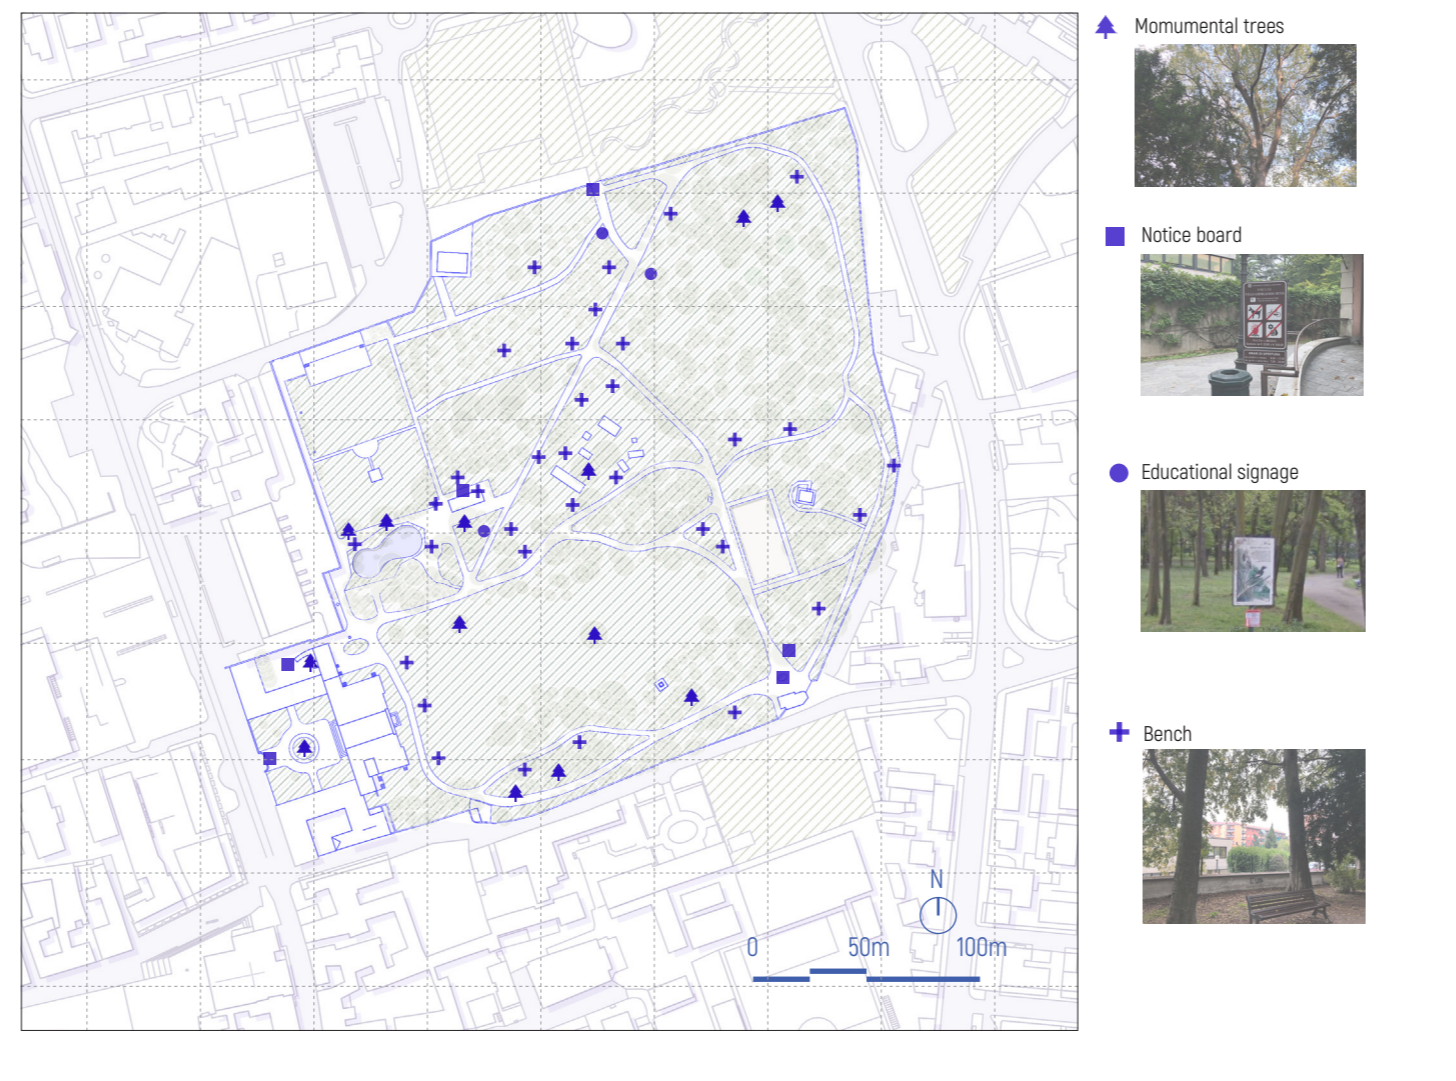 Momumental trees
Notice board
Educational signage
Bench
N
0 50m 100m